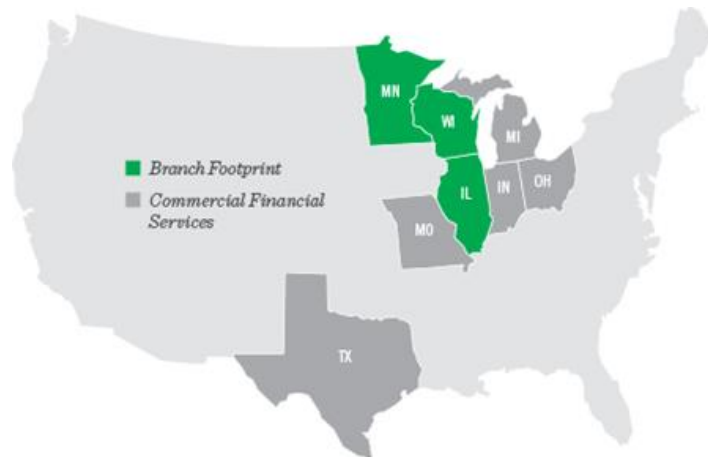 MN
WI
MI
Branch Footprint
IL
IN
OH
Commercial Financial
Services
MO
TX